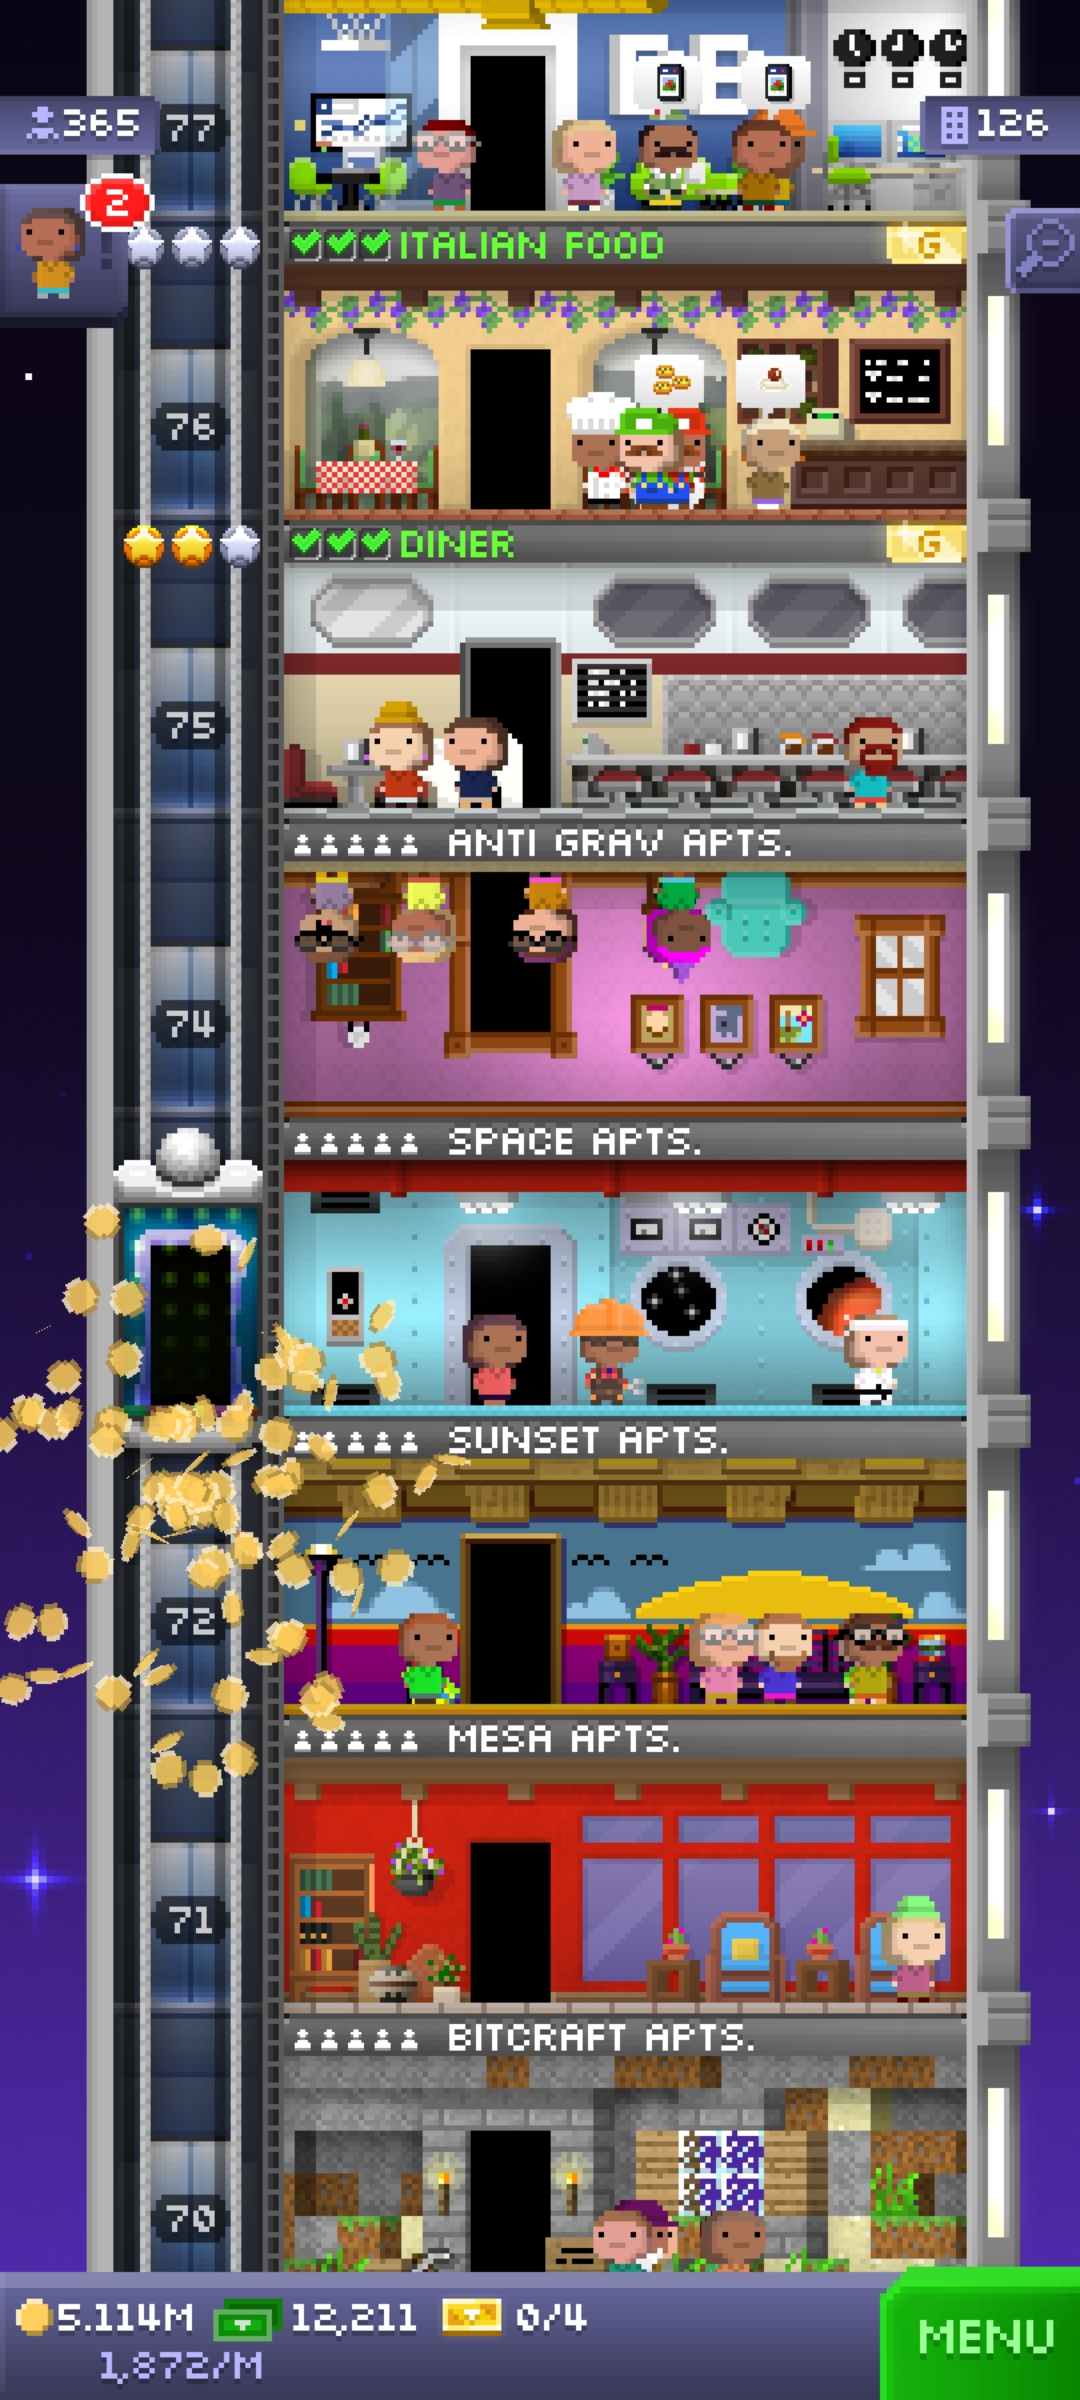 365
77
126
2
ITALIAN FOOD
G
76
DINER
G
75
ANTI GRAV APTS.
74
SPACE APTS.
SUNSET APTS.
72
MESA APTS.
71
BITCRAFT APTS.
70
5.114M 12,211 0/4
1,872/M
MENU